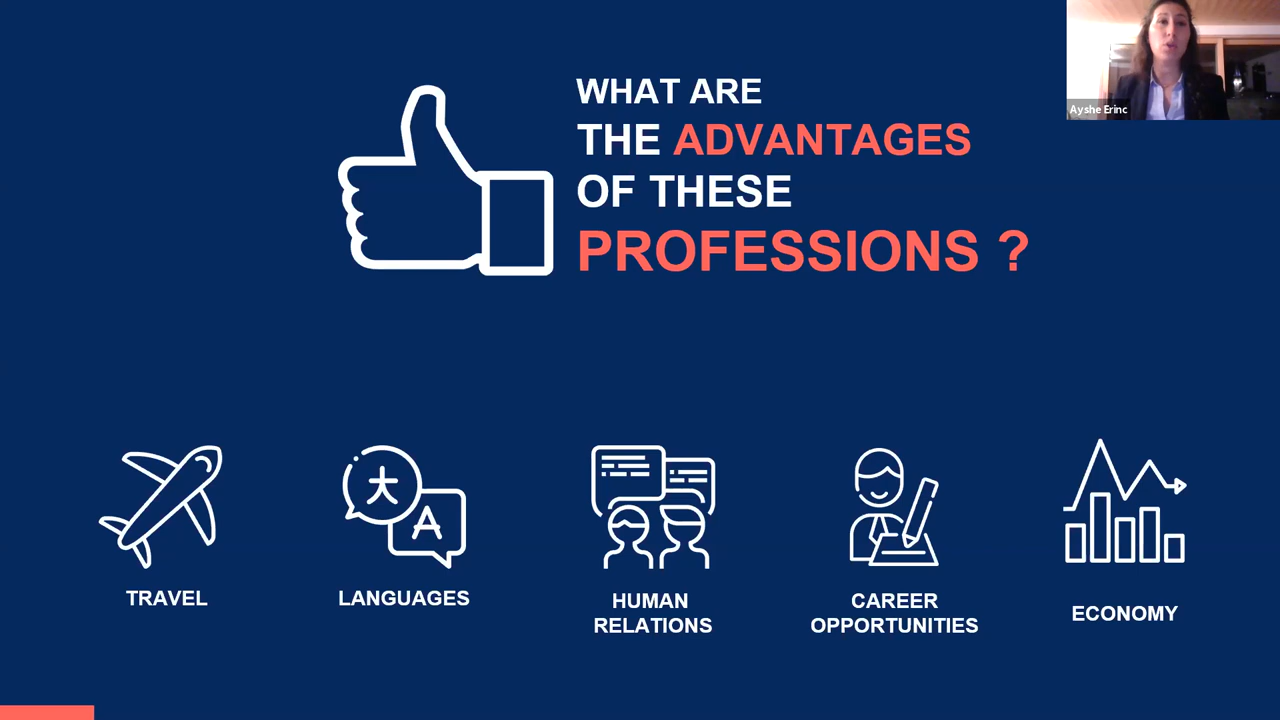 WHAT ARE
THE ADVANTAGES
OF THESE
PROFESSIONS ?
Ayshe Erinc
大
A
TRAVEL
LANGUAGES
HUMAN
RELATIONS
CAREER
OPPORTUNITIES
ECONOMY